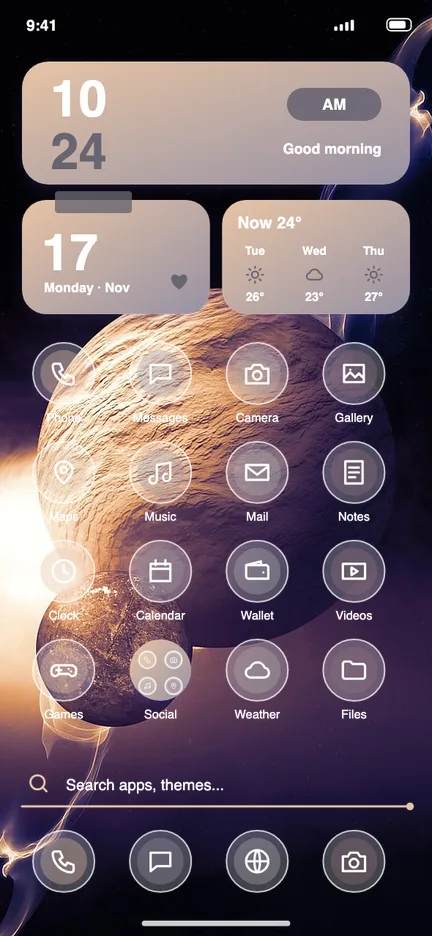 9:41
10
24
AM
Good morning
17
Monday · Nov
Now 24°
Tue Wed Thu
26° 23° 27°
Phone Messages Camera Gallery
Maps Music Mail Notes
Clock Calendar Wallet Videos
Games Social Weather Files
Search apps, themes...